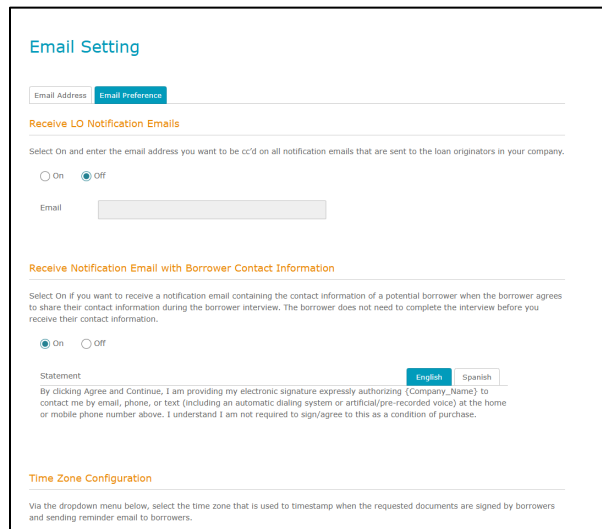 Email Setting
Email Address Email Preference
Receive LO Notification Emails
Select On and enter the email address you want to be cc'd on all notification emails that are sent to the loan originators in your company.
On Off
Email
Receive Notification Email with Borrower Contact Information
Select On if you want to receive a notification email containing the contact information of a potential borrower when the borrower agrees
to share their contact information during the borrower interview. The borrower does not need to complete the interview before you
receive their contact information.
On Off
Statement English Spanish
By clicking Agree and Continue, I am providing my electronic signature expressly authorizing {Company_Name} to
contact me by email, phone, or text (including an automatic dialing system or artificial/pre-recorded voice) at the home
or mobile phone number above. I understand I am not required to sign/agree to this as a condition of purchase.
Time Zone Configuration
Via the dropdown menu below, select the time zone that is used to timestamp when the requested documents are signed by borrowers
and sending reminder email to borrowers.